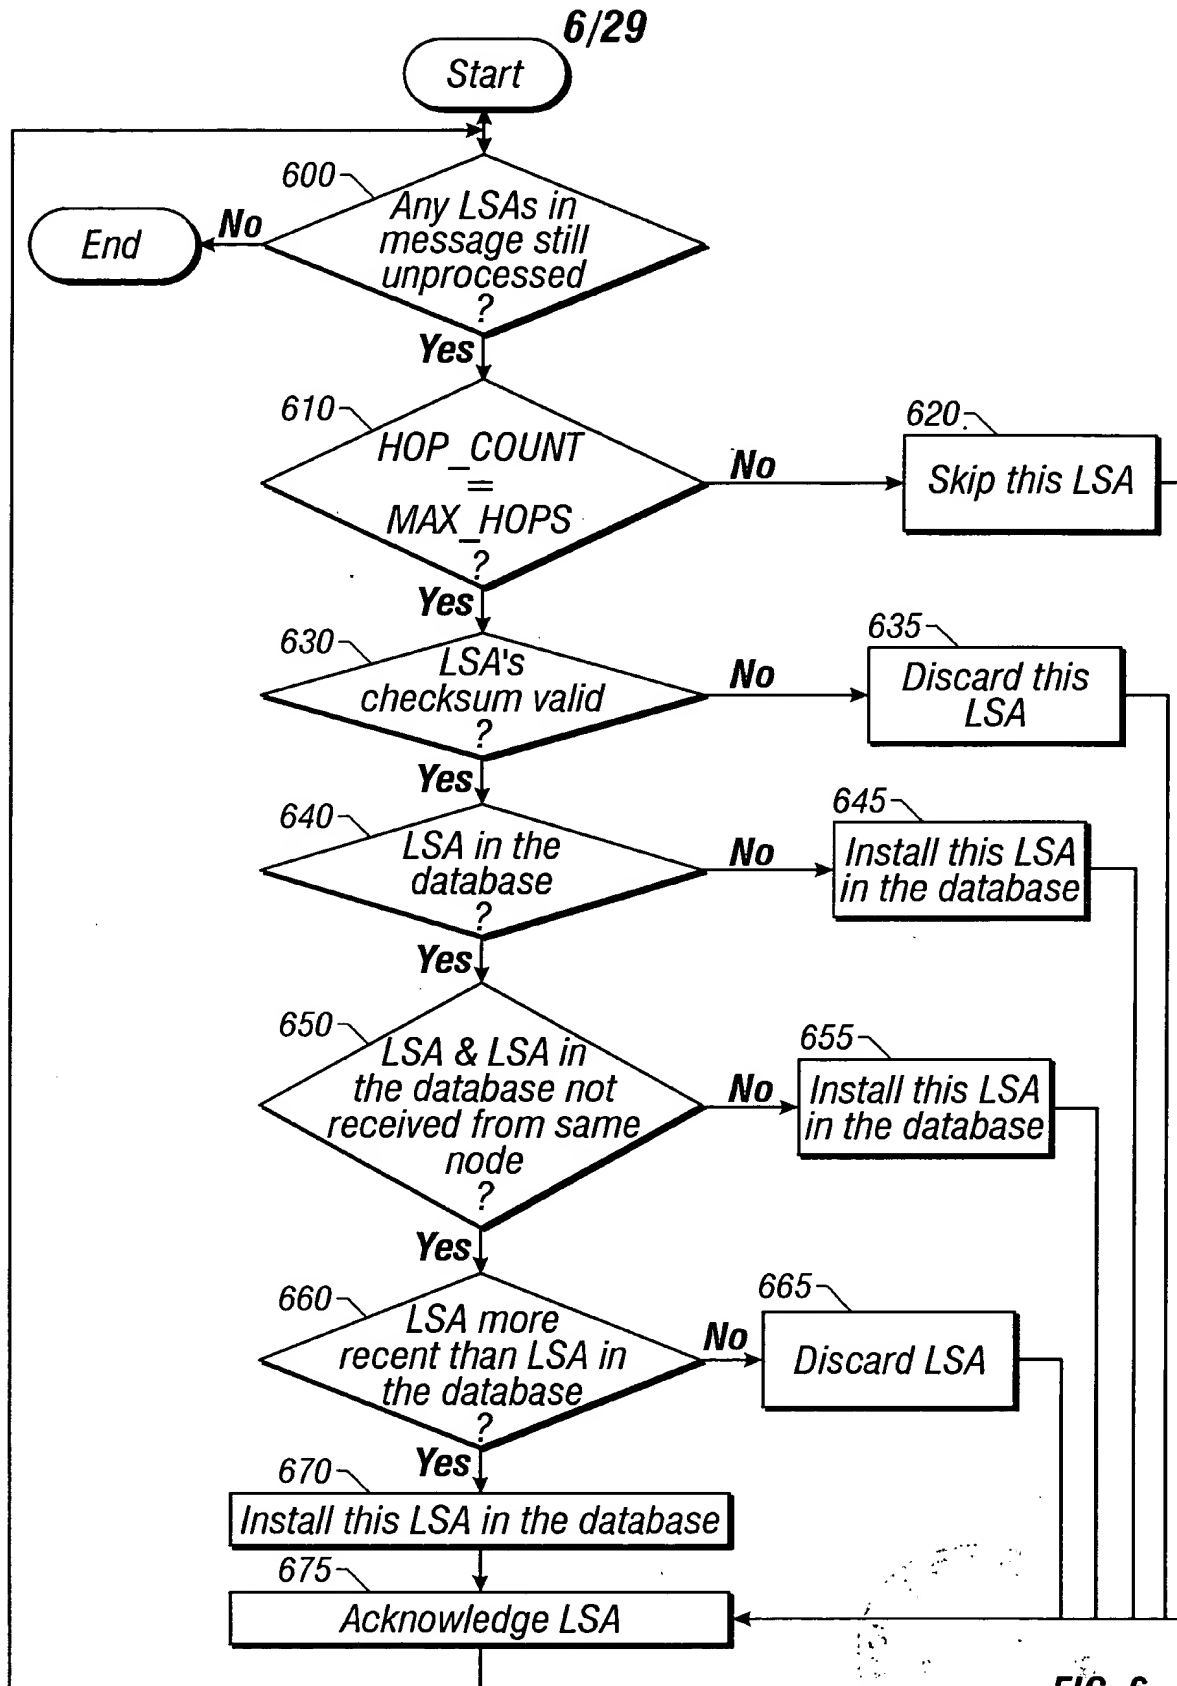 6/29
Start
600
Any LSAs in
message still
unprocessed
?
No
End
Yes
610
HOP_COUNT
=
MAX_HOPS
?
No
620
Skip this LSA
Yes
630
LSA's
checksum valid
?
No
635
Discard this
LSA
Yes
640
LSA in the
database
?
No
645
Install this LSA
in the database
Yes
650
LSA & LSA in
the database not
received from same
node
?
No
655
Install this LSA
in the database
Yes
660
LSA more
recent than LSA in
the database
?
No
665
Discard LSA
Yes
670
Install this LSA in the database
675
Acknowledge LSA
FIG. 6